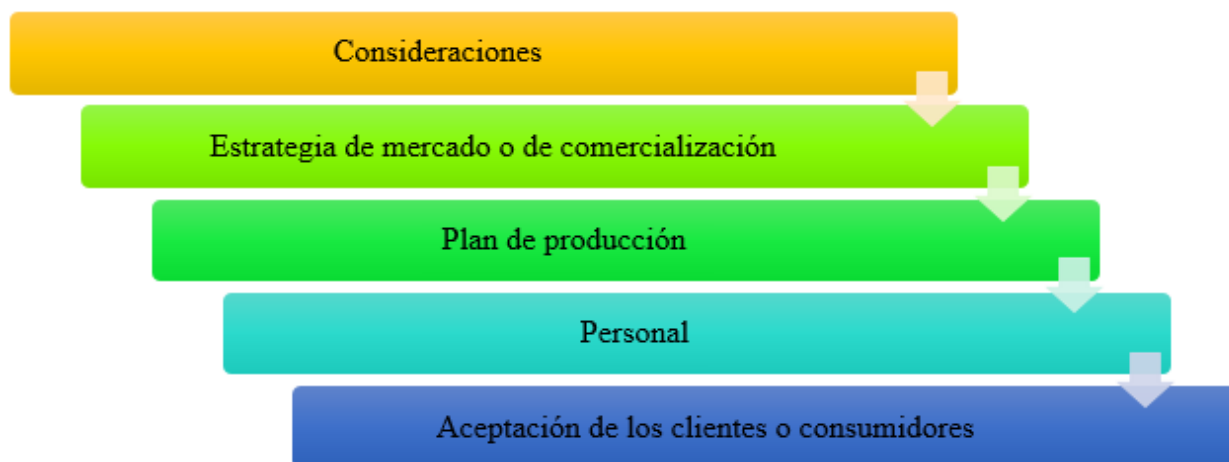 Consideraciones
Estrategia de mercado o de comercialización
Plan de producción
Personal
Aceptación de los clientes o consumidores